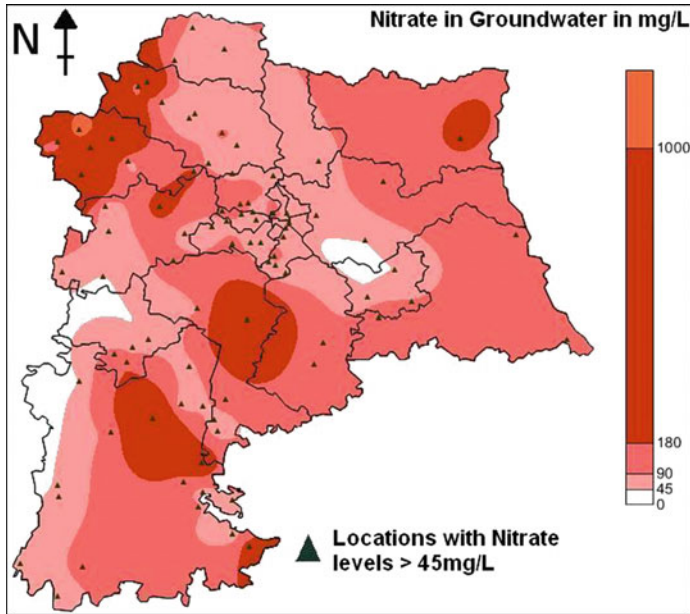 Nitrate in Groundwater in mg/L
N
1000
180
90
45
0
Locations with Nitrate
levels > 45mg/L